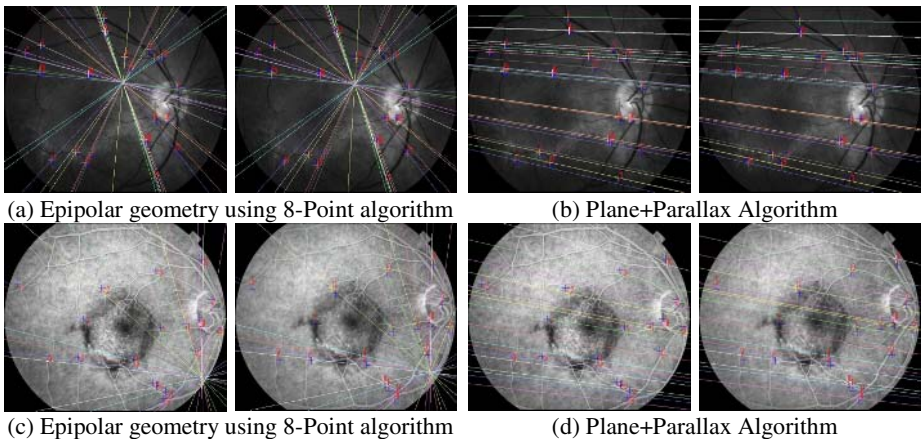 (a) Epipolar geometry using 8-Point algorithm
(b) Plane+Parallax Algorithm
(c) Epipolar geometry using 8-Point algorithm
(d) Plane+Parallax Algorithm